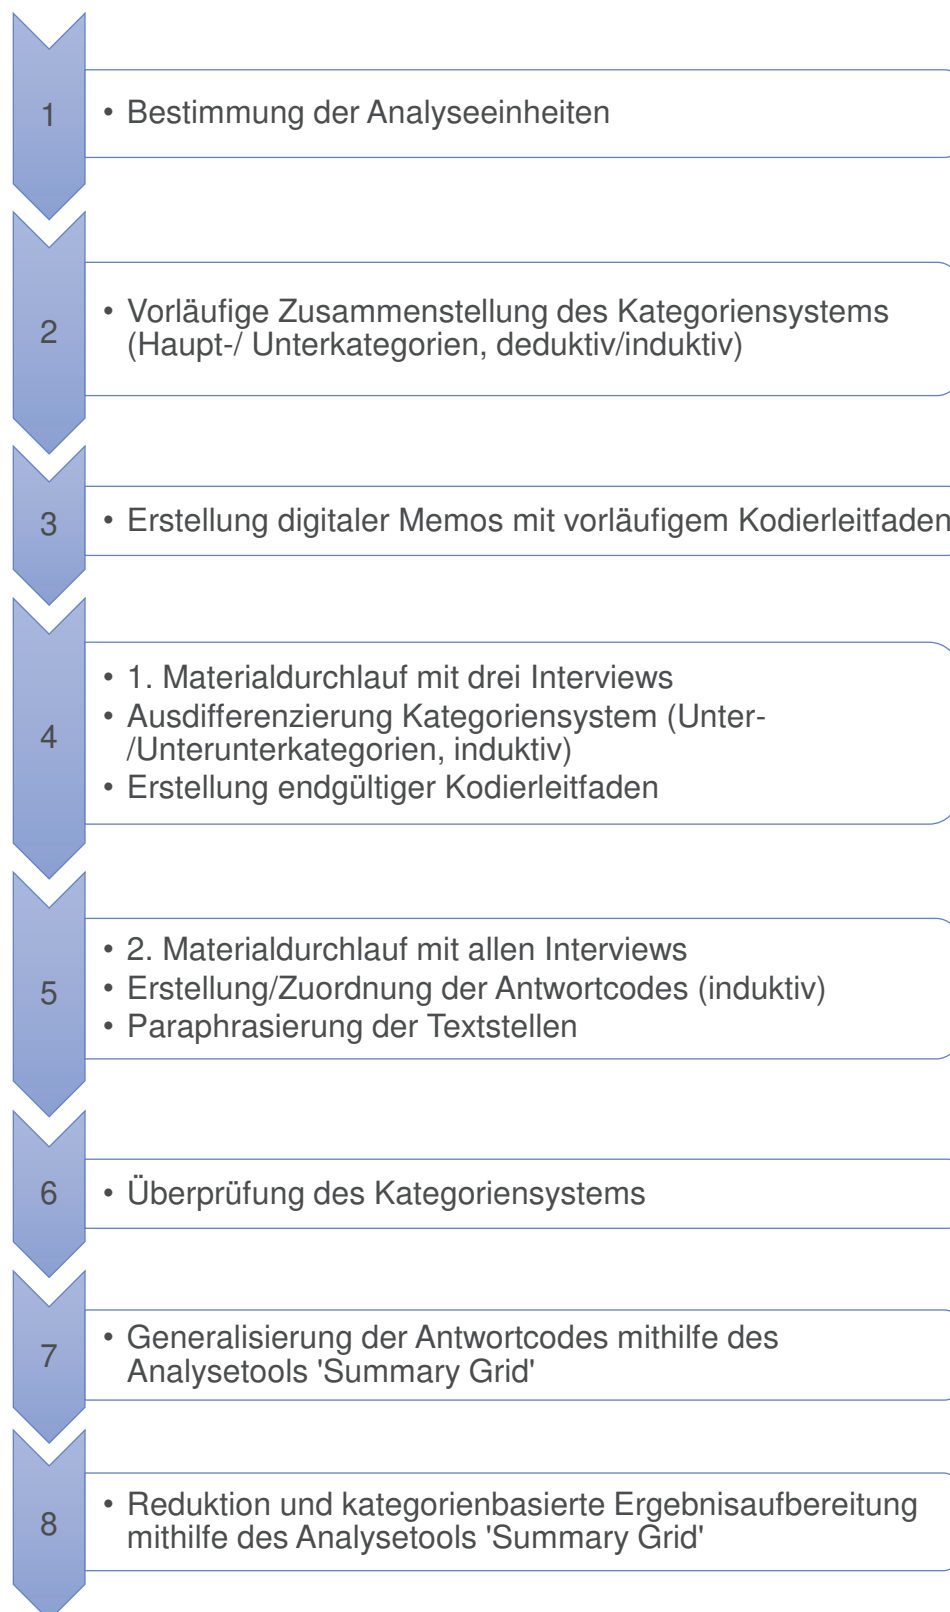 1
• Bestimmung der Analyseeinheiten
2
• Vorläufige Zusammenstellung des Kategoriensystems
(Haupt-/ Unterkategorien, deduktiv/induktiv)
3
• Erstellung digitaler Memos mit vorläufigem Kodierleitfaden
4
• 1. Materialdurchlauf mit drei Interviews
• Ausdifferenzierung Kategoriensystem (Unter-
/Unterunterkategorien, induktiv)
• Erstellung endgültiger Kodierleitfaden
5
• 2. Materialdurchlauf mit allen Interviews
• Erstellung/Zuordnung der Antwortcodes (induktiv)
• Paraphrasierung der Textstellen
6
• Überprüfung des Kategoriensystems
7
• Generalisierung der Antwortcodes mithilfe des
Analysetools 'Summary Grid'
8
• Reduktion und kategorienbasierte Ergebnisaufbereitung
mithilfe des Analysetools 'Summary Grid'